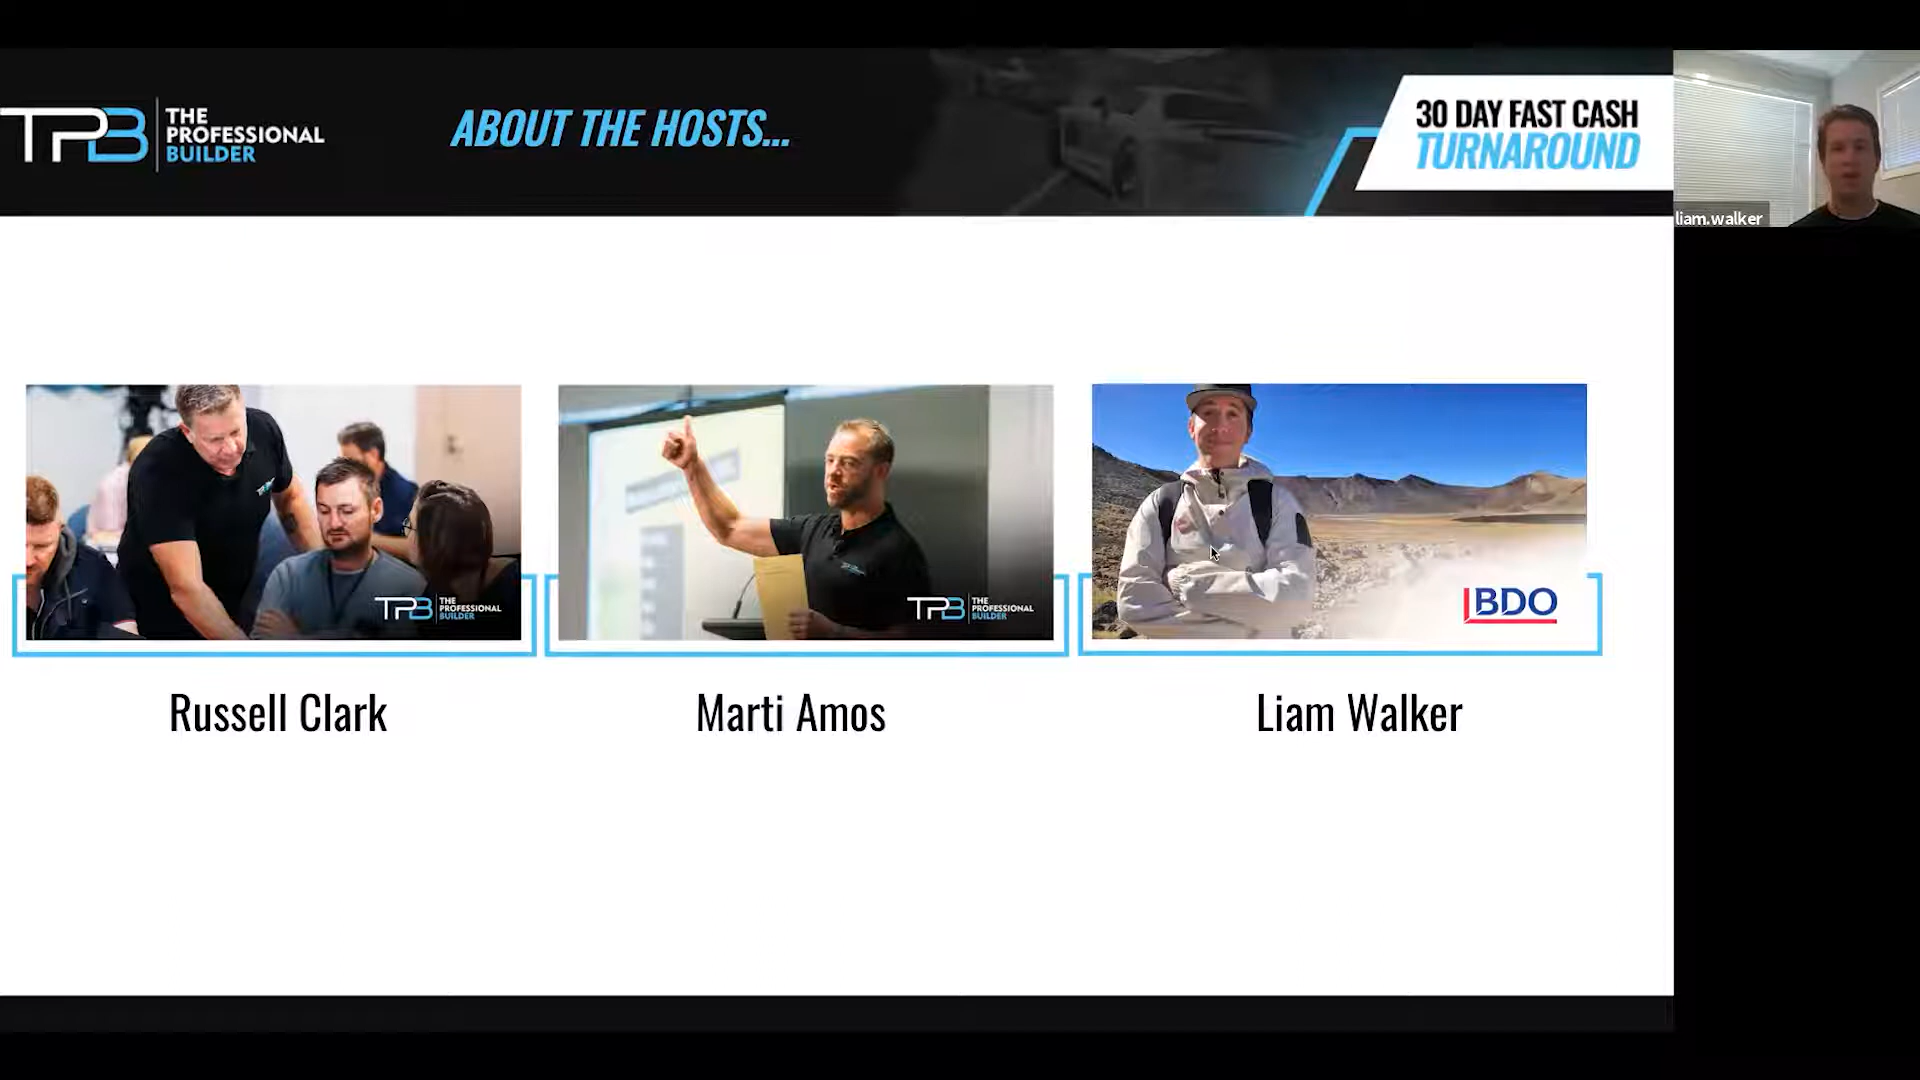 TPB
THE
PROFESSIONAL
BUILDER
ABOUT THE HOSTS...
30 DAY FAST CASH
TURNAROUND
liam.walker
TPB
THE
PROFESSIONAL
BUILDER
TPB
THE
PROFESSIONAL
BUILDER
BDO
Russell Clark
Marti Amos
Liam Walker